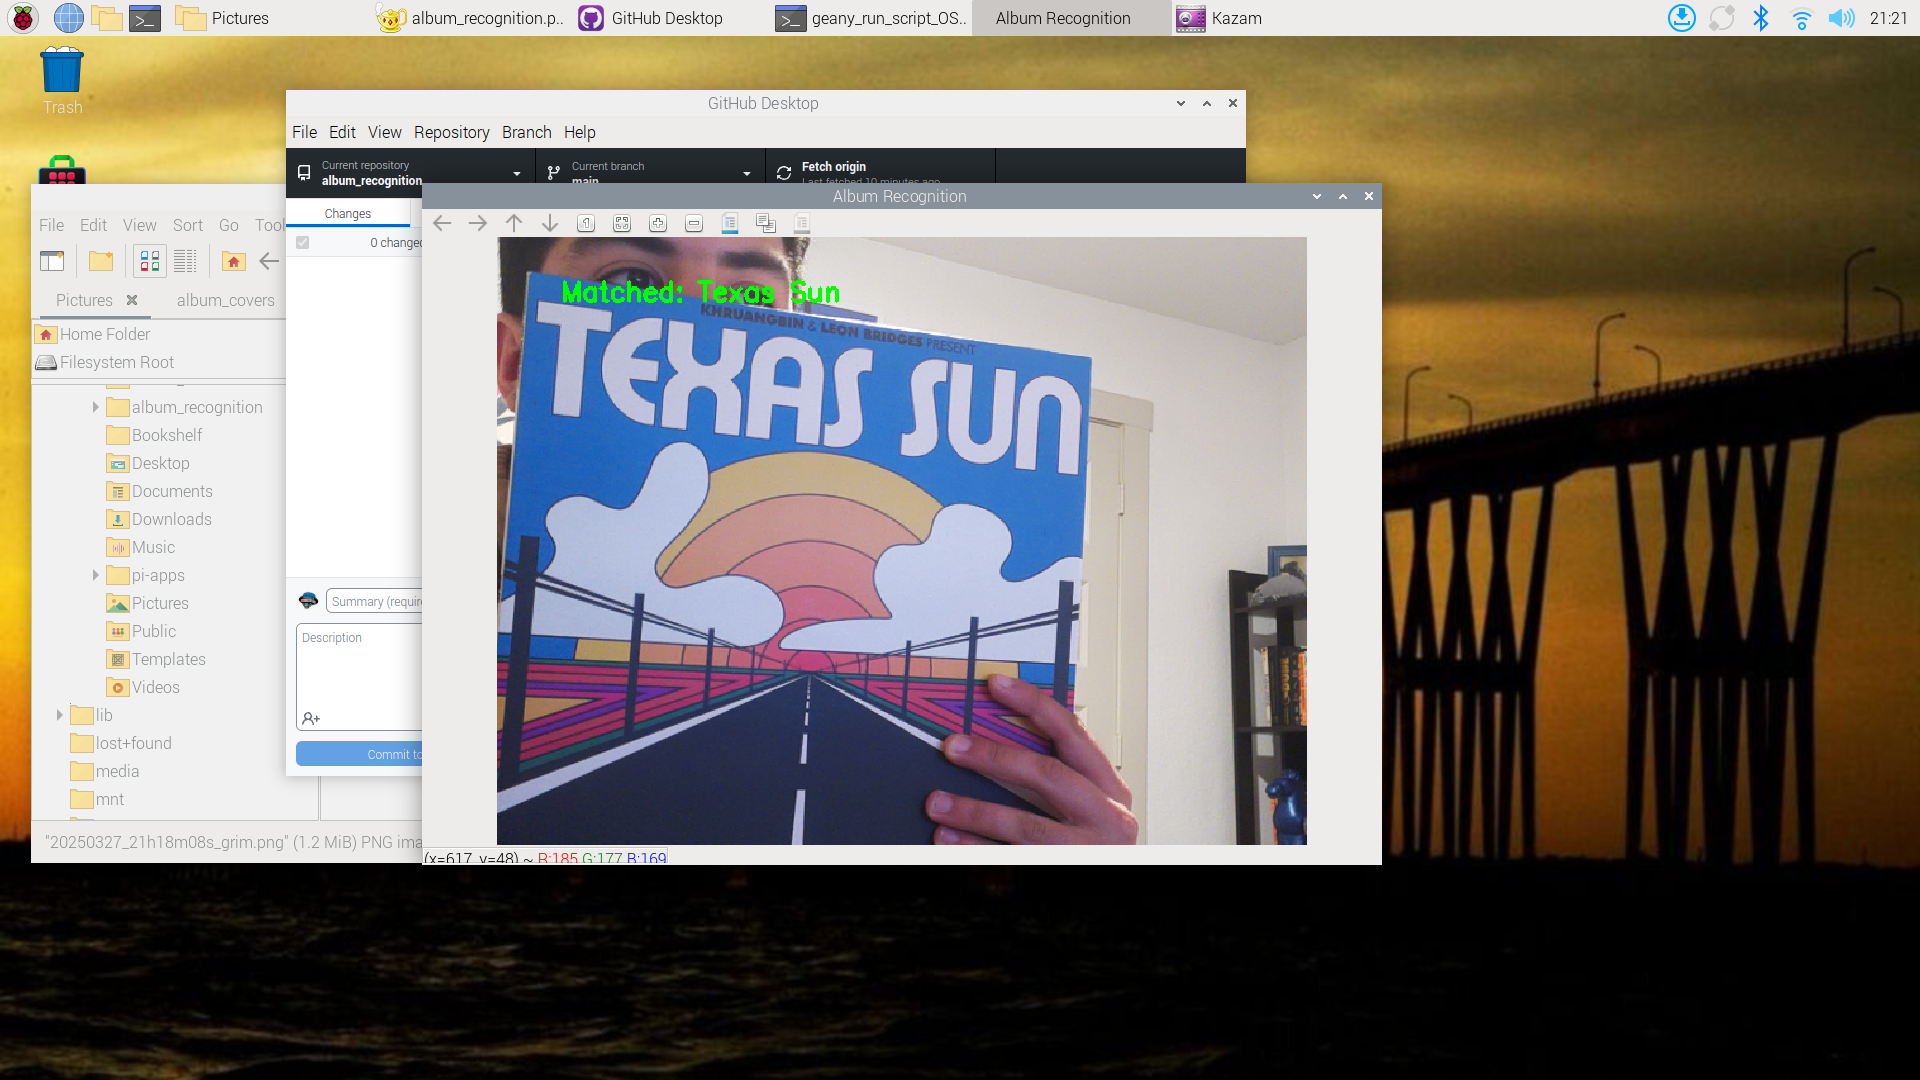 Pictures
album_recognition.p..
GitHub Desktop
geany_run_script_OS..
Album Recognition
Kazam
21:21
Trash
GitHub Desktop
File Edit View Repository Branch Help
Current repository
album_recognition
Current branch
main
Fetch origin
Last fetched 10 minutes ago
Changes
0 changed
Summary (requir
Description
Commit to
File Edit View Sort Go Tool
Pictures
album_covers
Home Folder
Filesystem Root
album_recognition
Bookshelf
Desktop
Documents
Downloads
Music
pi-apps
Pictures
Public
Templates
Videos
lib
lost+found
media
mnt
"20250327_21h18m08s_grim.png" (1.2 MiB) PNG ima
Album Recognition
Matched: Texas Sun
KHRUANGBIN & LEON BRIDGES PRESENT
TEXAS SUN
(x=617, y=48) ~ R:185 G:177 B:169